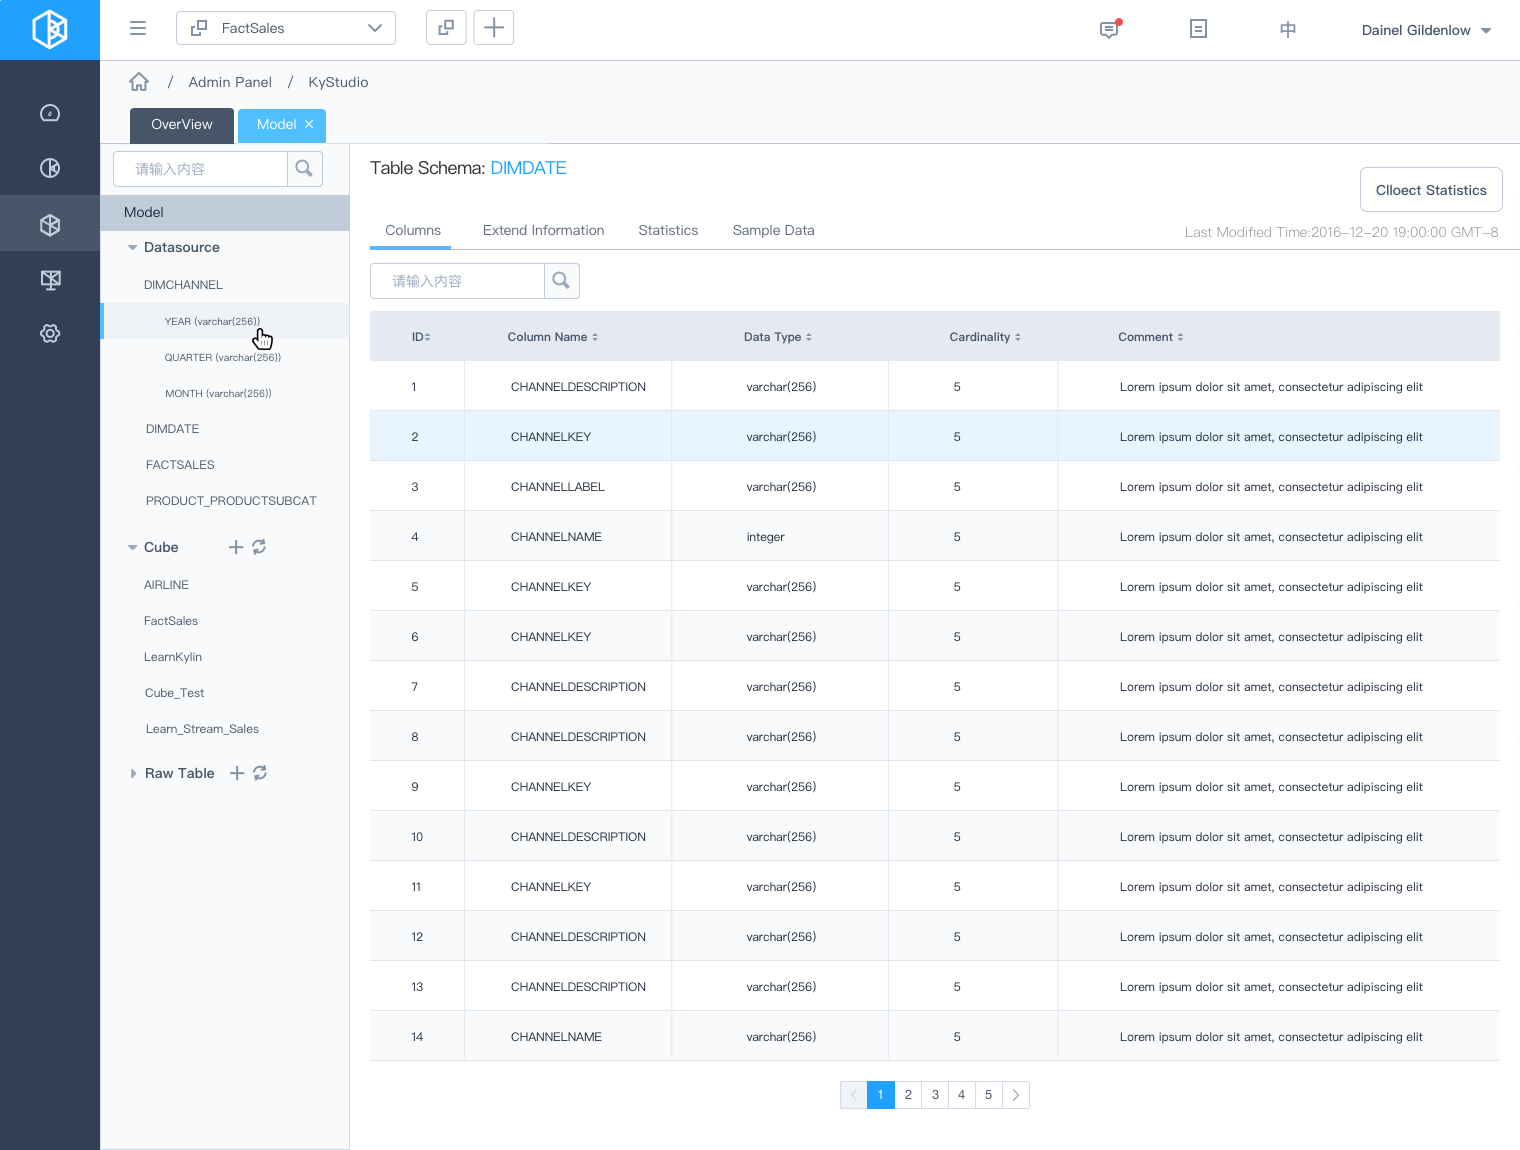 FactSales
中
Dainel Gildenlow
/ Admin Panel / KyStudio
OverView
Model ×
请输入内容
Model
Datasource
DIMCHANNEL
YEAR (varchar(256))
QUARTER (varchar(256))
MONTH (varchar(256))
DIMDATE
FACTSALES
PRODUCT_PRODUCTSUBCAT
Cube
AIRLINE
FactSales
LearnKylin
Cube_Test
Learn_Stream_Sales
Raw Table
Table Schema: DIMDATE
Clloect Statistics
Columns Extend Information Statistics Sample Data
Last Modified Time:2016-12-20 19:00:00 GMT-8
请输入内容
ID Column Name Data Type Cardinality Comment
1 CHANNELDESCRIPTION varchar(256) 5 Lorem ipsum dolor sit amet, consectetur adipiscing elit
2 CHANNELKEY varchar(256) 5 Lorem ipsum dolor sit amet, consectetur adipiscing elit
3 CHANNELLABEL varchar(256) 5 Lorem ipsum dolor sit amet, consectetur adipiscing elit
4 CHANNELNAME integer 5 Lorem ipsum dolor sit amet, consectetur adipiscing elit
5 CHANNELKEY varchar(256) 5 Lorem ipsum dolor sit amet, consectetur adipiscing elit
6 CHANNELKEY varchar(256) 5 Lorem ipsum dolor sit amet, consectetur adipiscing elit
7 CHANNELDESCRIPTION varchar(256) 5 Lorem ipsum dolor sit amet, consectetur adipiscing elit
8 CHANNELDESCRIPTION varchar(256) 5 Lorem ipsum dolor sit amet, consectetur adipiscing elit
9 CHANNELKEY varchar(256) 5 Lorem ipsum dolor sit amet, consectetur adipiscing elit
10 CHANNELDESCRIPTION varchar(256) 5 Lorem ipsum dolor sit amet, consectetur adipiscing elit
11 CHANNELKEY varchar(256) 5 Lorem ipsum dolor sit amet, consectetur adipiscing elit
12 CHANNELDESCRIPTION varchar(256) 5 Lorem ipsum dolor sit amet, consectetur adipiscing elit
13 CHANNELDESCRIPTION varchar(256) 5 Lorem ipsum dolor sit amet, consectetur adipiscing elit
14 CHANNELNAME varchar(256) 5 Lorem ipsum dolor sit amet, consectetur adipiscing elit
1 2 3 4 5